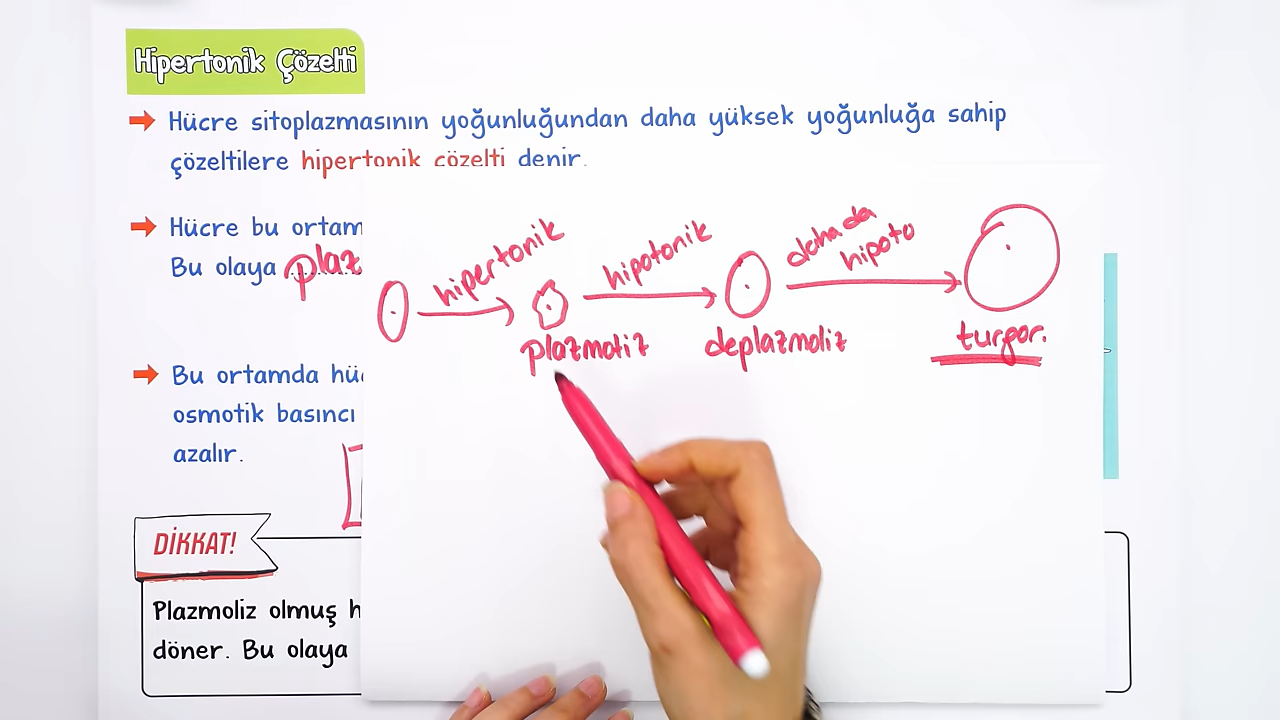 Hipertonik Çözelti
Hücre sitoplazmasının yoğunluğundan daha yüksek yoğunluğa sahip
çözeltilere hipertonik çözelti denir.
Hücre bu ortam
Bu olaya plaz
hipertonik
hipotonik
daha da
hipoto
plazmoliz
deplazmoliz
turgor.
Bu ortamda hüc
osmotik basıncı
azalır.
DİKKAT!
Plazmoliz olmuş h
döner. Bu olaya